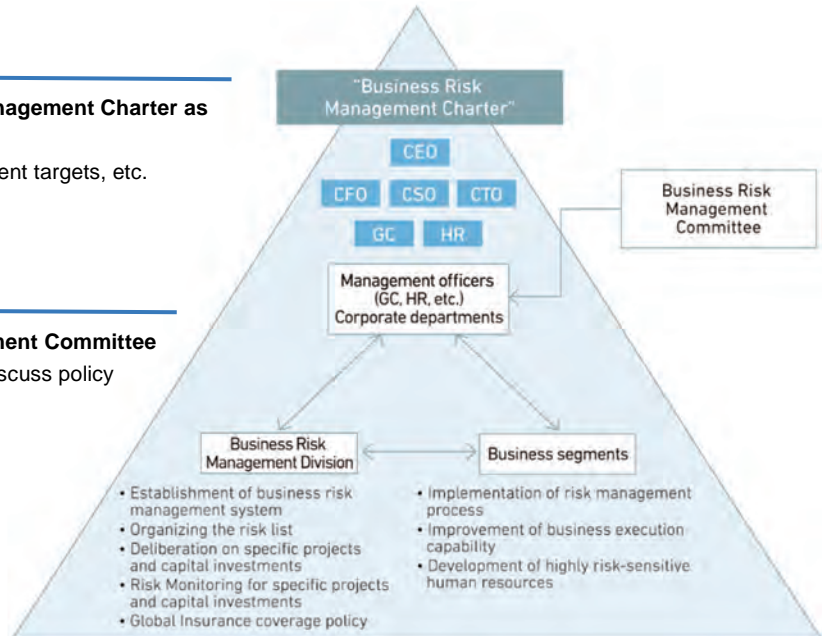 nagement Charter as
ent targets, etc.
nent Committee
scuss policy
"Business Risk
Management Charter"
CEO
CFO CSO CTO
GC HR
Business Risk
Management
Committee
Management officers
(GC, HR, etc.)
Corporate departments
Business Risk
Management Division
Business segments
• Establishment of business risk
management system
• Organizing the risk list
• Deliberation on specific projects
and capital investments
• Risk Monitoring for specific projects
and capital investments
• Global Insurance coverage policy
• Implementation of risk management
process
• Improvement of business execution
capability
• Development of highly risk-sensitive
human resources